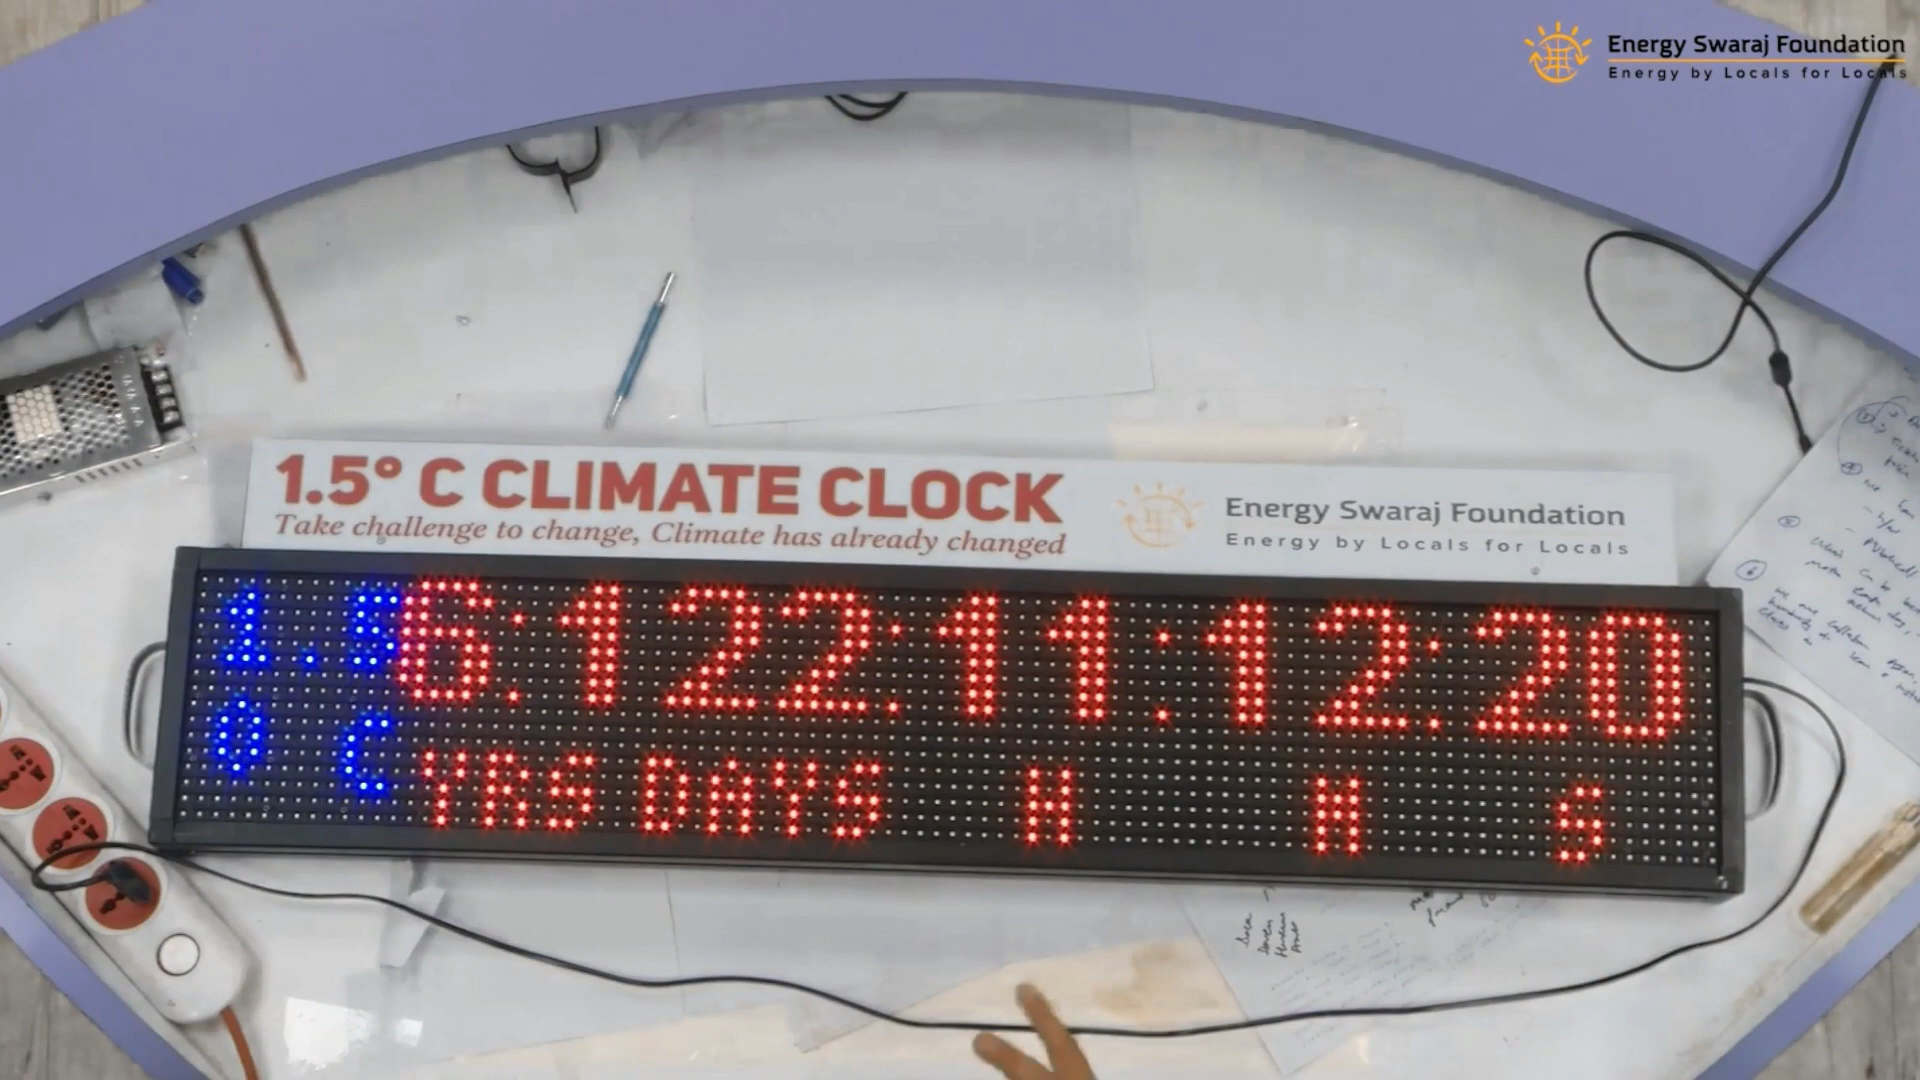 Energy Swaraj Foundation
Energy by Locals for Locals
1.5° C CLIMATE CLOCK
Take challenge to change, Climate has already changed
Energy Swaraj Foundation
Energy by Locals for Locals
1.5 6:122:11:12:20
0 C YRS DAYS H M S